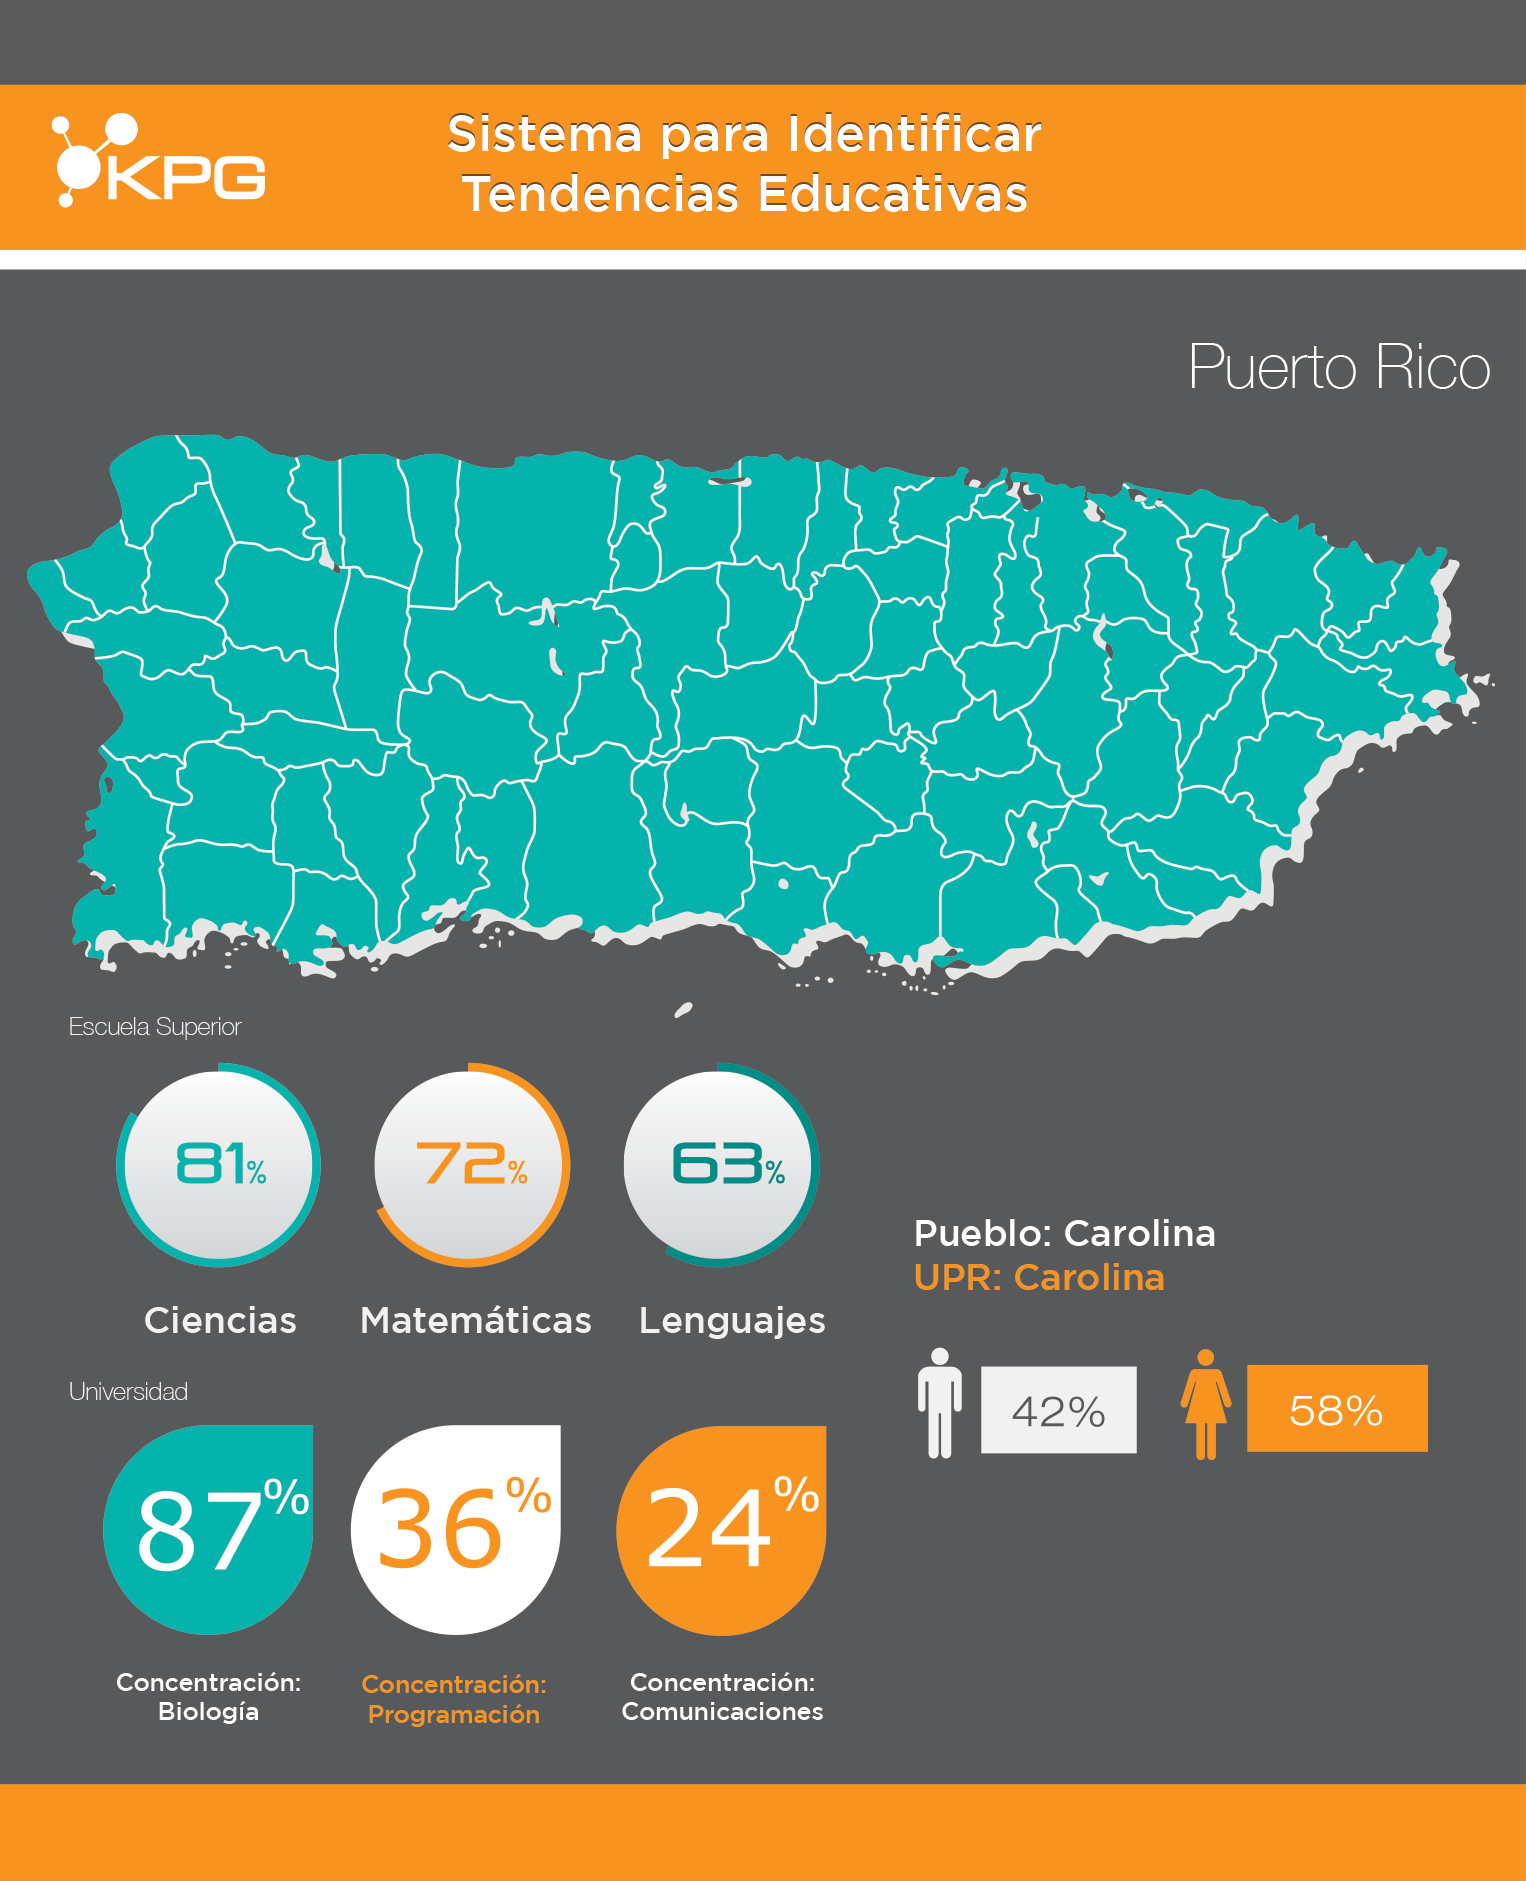 KPG
Sistema para Identificar
Tendencias Educativas
Puerto Rico
Escuela Superior
81%
72%
63%
Ciencias
Matemáticas
Lenguajes
Pueblo: Carolina
UPR: Carolina
42%
58%
Universidad
87%
36%
24%
Concentración:
Biología
Concentración:
Programación
Concentración:
Comunicaciones